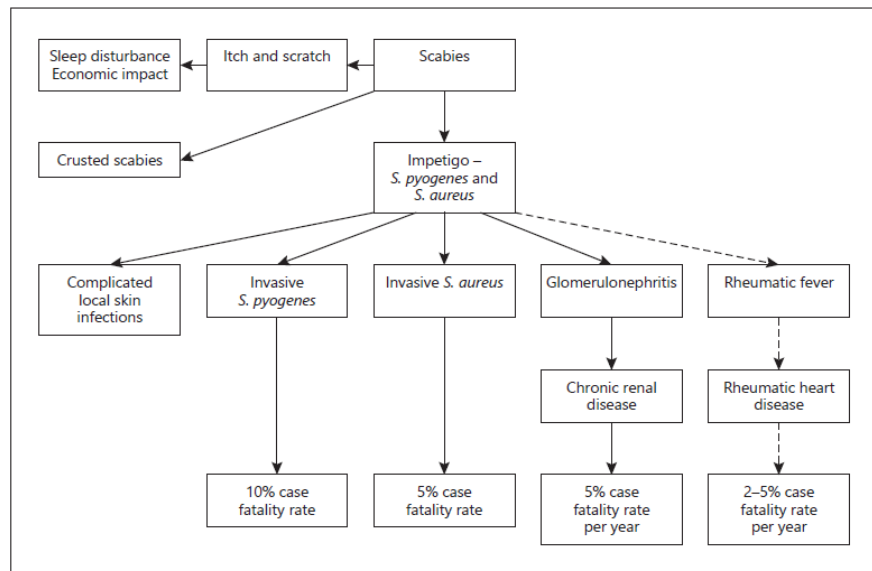 Sleep disturbance
Economic impact
Itch and scratch
Scabies
Crusted scabies
Impetigo –
S. pyogenes and
S. aureus
Complicated
local skin
infections
Invasive
S. pyogenes
Invasive S. aureus
Glomerulonephritis
Rheumatic fever
Chronic renal
disease
Rheumatic heart
disease
10% case
fatality rate
5% case
fatality rate
5% case
fatality rate
per year
2–5% case
fatality rate
per year